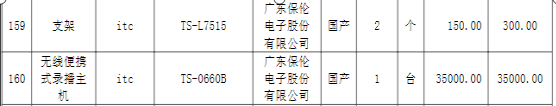 159 支架 itc TS-L7515 广东保伦电子股份有限公司 国产 2 个 150.00 300.00
160 无线便携式录播主机 itc TS-0660B 广东保伦电子股份有限公司 国产 1 台 35000.00 35000.00